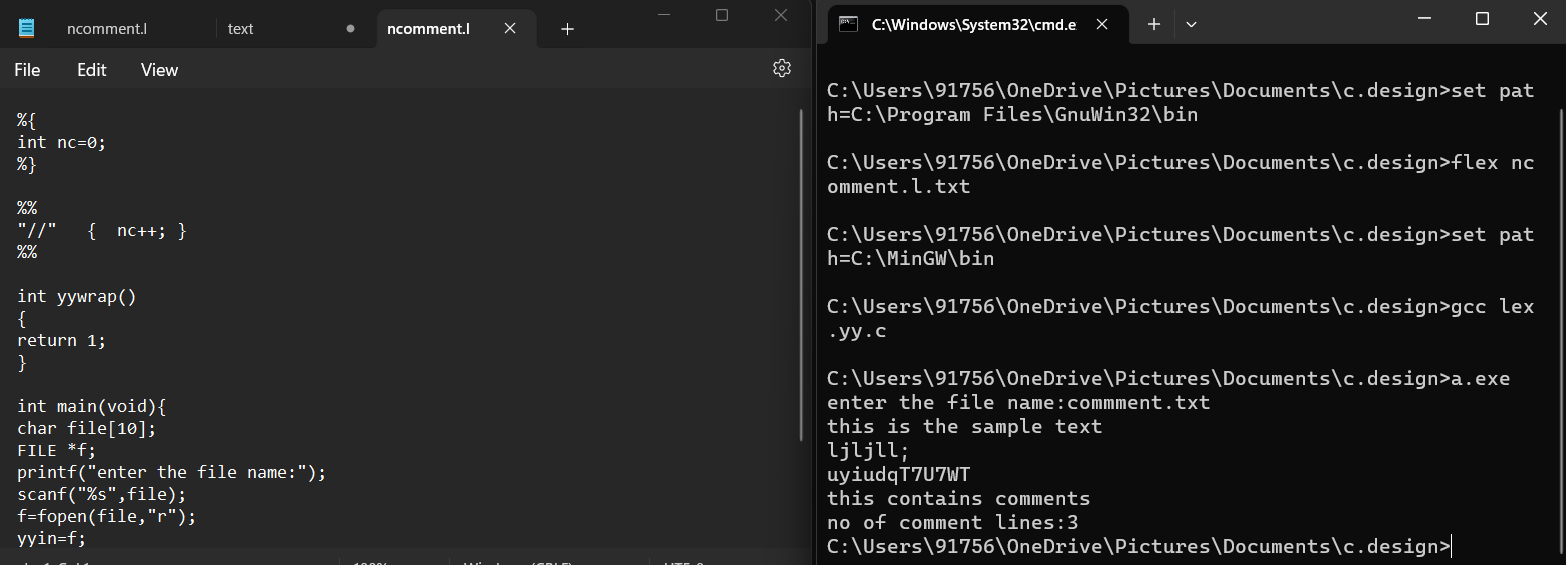 ncomment.l
text
ncomment.l
File Edit View
%{
int nc=0;
%}
%%
"//"   {  nc++; }
%%
int yywrap()
{
return 1;
}
int main(void){
char file[10];
FILE *f;
printf("enter the file name:");
scanf("%s",file);
f=fopen(file,"r");
yyin=f;
C:\Windows\System32\cmd.e
C:\Users\91756\OneDrive\Pictures\Documents\c.design>set pat
h=C:\Program Files\GnuWin32\bin
C:\Users\91756\OneDrive\Pictures\Documents\c.design>flex nc
omment.l.txt
C:\Users\91756\OneDrive\Pictures\Documents\c.design>set pat
h=C:\MinGW\bin
C:\Users\91756\OneDrive\Pictures\Documents\c.design>gcc lex
.yy.c
C:\Users\91756\OneDrive\Pictures\Documents\c.design>a.exe
enter the file name:commment.txt
this is the sample text
ljljll;
uyiudqT7U7WT
this contains comments
no of comment lines:3
C:\Users\91756\OneDrive\Pictures\Documents\c.design>